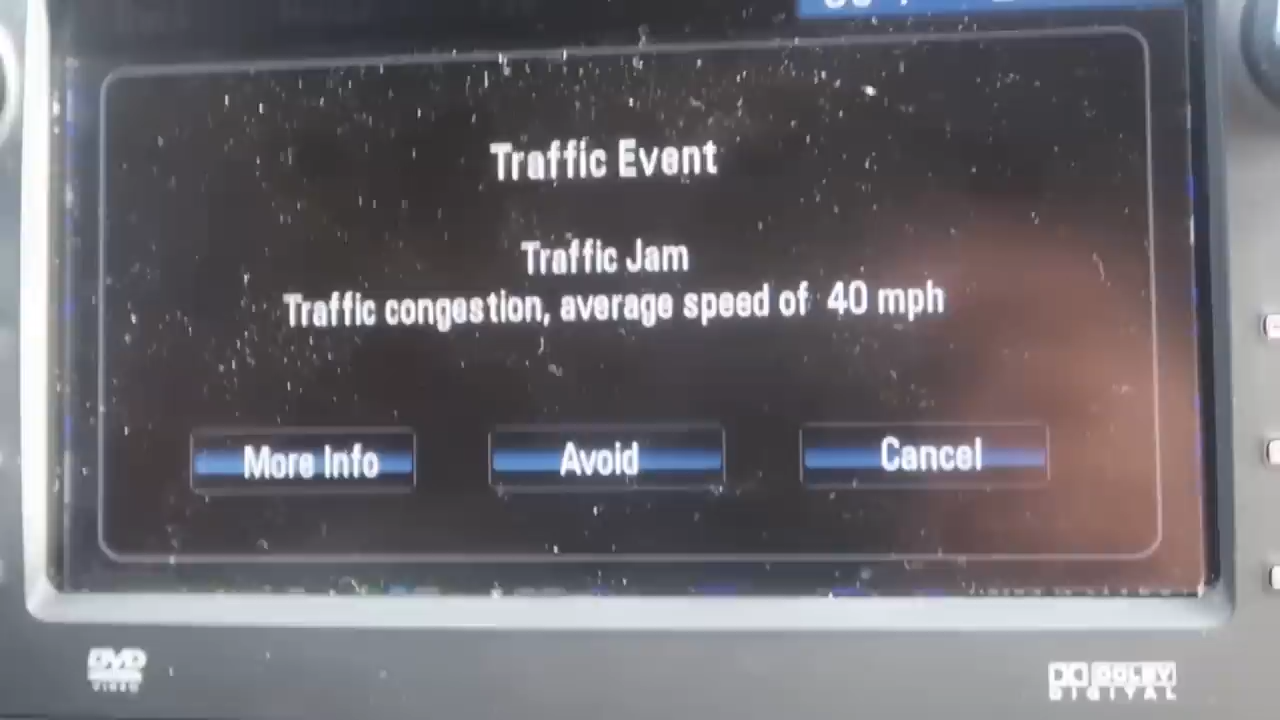 Traffic Event
Traffic Jam
Traffic congestion, average speed of 40 mph
More Info
Avoid
Cancel
DVD
VIDEO
DOLBY
DIGITAL